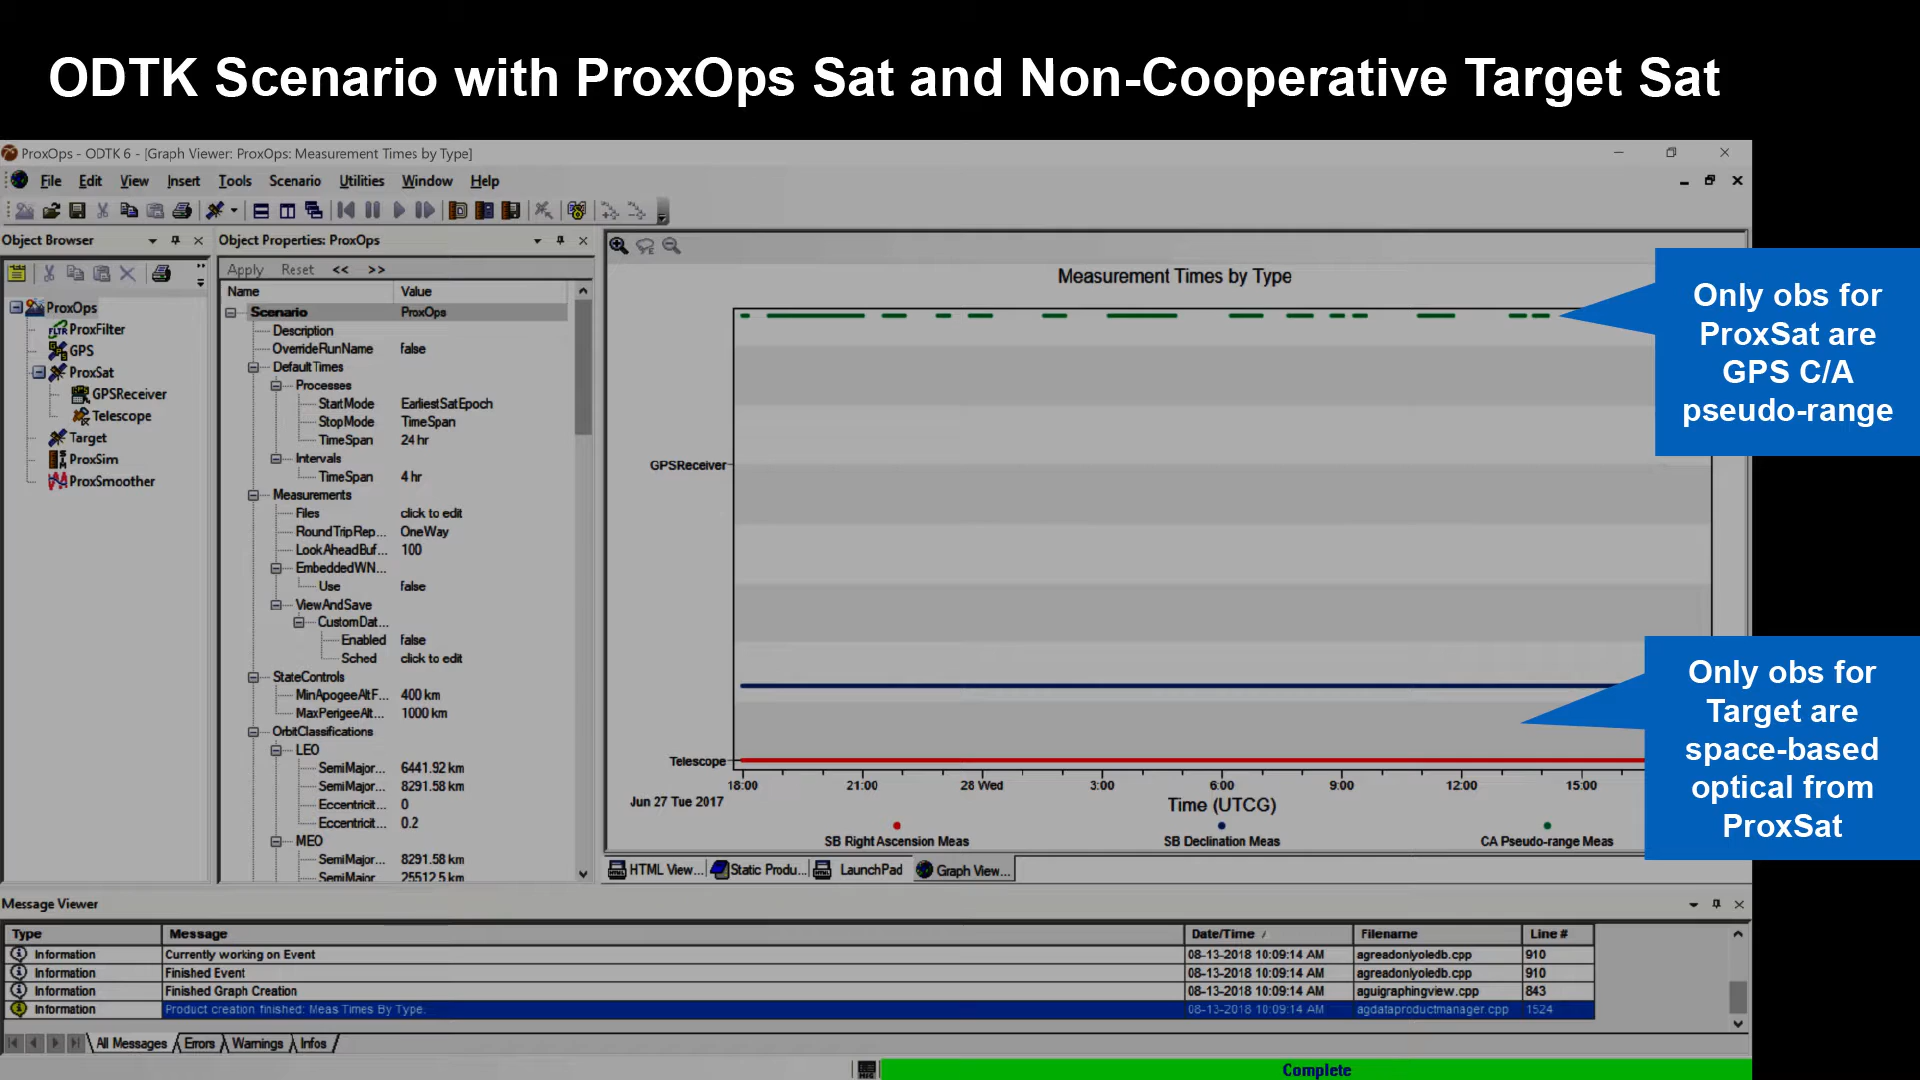 ODTK Scenario with ProxOps Sat and Non-Cooperative Target Sat
ProxOps - ODTK 6 - [Graph Viewer: ProxOps: Measurement Times by Type]
File Edit View Insert Tools Scenario Utilities Window Help
Object Browser
ProxOps
ProxFilter
GPS
ProxSat
GPSReceiver
Telescope
Target
ProxSim
ProxSmoother
Object Properties: ProxOps
Apply Reset << >>
Name Value
Scenario ProxOps
Description
OverrideRunName false
DefaultTimes
Processes
StartMode EarliestSatEpoch
StopMode TimeSpan
TimeSpan 24 hr
Intervals
TimeSpan 4 hr
Measurements
Files click to edit
RoundTripRep... OneWay
LookAheadBuf... 100
EmbeddedWN...
Use false
ViewAndSave
CustomDat...
Enabled false
Sched click to edit
StateControls
MinApogeeAltF... 400 km
MaxPerigeeAlt... 1000 km
OrbitClassifications
LEO
SemiMajor... 6441.92 km
SemiMajor... 8291.58 km
Eccentricit... 0
Eccentricit... 0.2
MEO
SemiMajor... 8291.58 km
SemiMajor 25512.5 km
Measurement Times by Type
GPSReceiver
Telescope
18:00 21:00 28 Wed 3:00 6:00 9:00 12:00 15:00
Jun 27 Tue 2017
Time (UTCG)
SB Right Ascension Meas SB Declination Meas CA Pseudo-range Meas
Only obs for
ProxSat are
GPS C/A
pseudo-range
Only obs for
Target are
space-based
optical from
ProxSat
HTML View... Static Produ... LaunchPad Graph View...
Message Viewer
Type Message Date/Time / Filename Line #
Information Currently working on Event 08-13-2018 10:09:14 AM agreadonlyoledb.cpp 910
Information Finished Event 08-13-2018 10:09:14 AM agreadonlyoledb.cpp 910
Information Finished Graph Creation 08-13-2018 10:09:14 AM aguigraphingview.cpp 843
Information Product creation finished: Meas Times By Type. 08-13-2018 10:09:14 AM agdataproductmanager.cpp 1524
All Messages Errors Warnings Infos
Complete